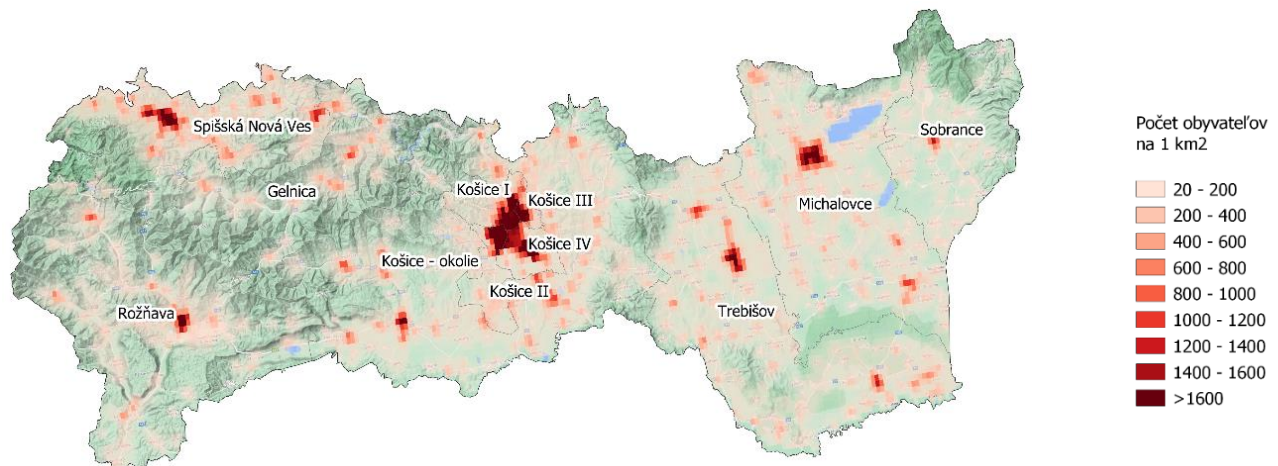 Spišská Nová Ves
Gelnica
Rožňava
Košice I
Košice III
Košice IV
Košice - okolie
Košice II
Trebišov
Michalovce
Sobrance
Počet obyvateľov
na 1 km2
20 - 200
200 - 400
400 - 600
600 - 800
800 - 1000
1000 - 1200
1200 - 1400
1400 - 1600
>1600